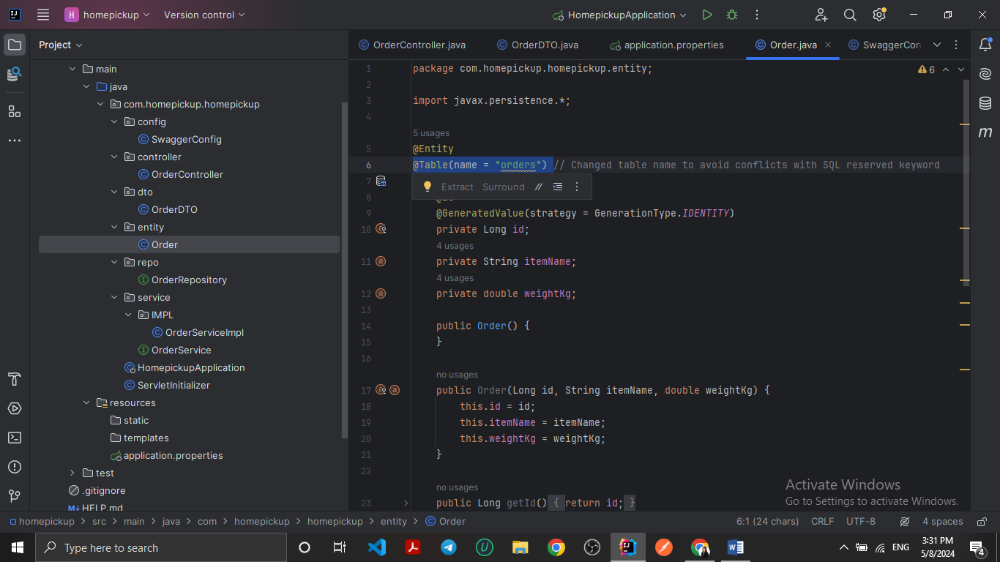 H homepickup Version control HomepickupApplication
Project
OrderController.java OrderDTO.java application.properties Order.java SwaggerCon
main
java
com.homepickup.homepickup
config
SwaggerConfig
controller
OrderController
dto
OrderDTO
entity
Order
repo
OrderRepository
service
IMPL
OrderServiceImpl
OrderService
HomepickupApplication
ServletInitializer
resources
static
templates
application.properties
test
.gitignore
HELP.md
6
1 package com.homepickup.homepickup.entity;
2
3 import javax.persistence.*;
4
5 usages
5 @Entity
6 @Table(name = "orders") // Changed table name to avoid conflicts with SQL reserved keyword
7
Extract Surround //
8
9 @GeneratedValue(strategy = GenerationType.IDENTITY)
10 private Long id;
4 usages
11 private String itemName;
4 usages
12 private double weightKg;
13
14 public Order() {
15 }
16
no usages
17 public Order(Long id, String itemName, double weightKg) {
18 this.id = id;
19 this.itemName = itemName;
20 this.weightKg = weightKg;
21 }
22
no usages
23 public Long getId() { return id; }
Activate Windows
Go to Settings to activate Windows.
homepickup > src > main > java > com > homepickup > homepickup > entity > Order 6:1 (24 chars) CRLF UTF-8 4 spaces
Type here to search
ENG
3:31 PM
5/8/2024
4